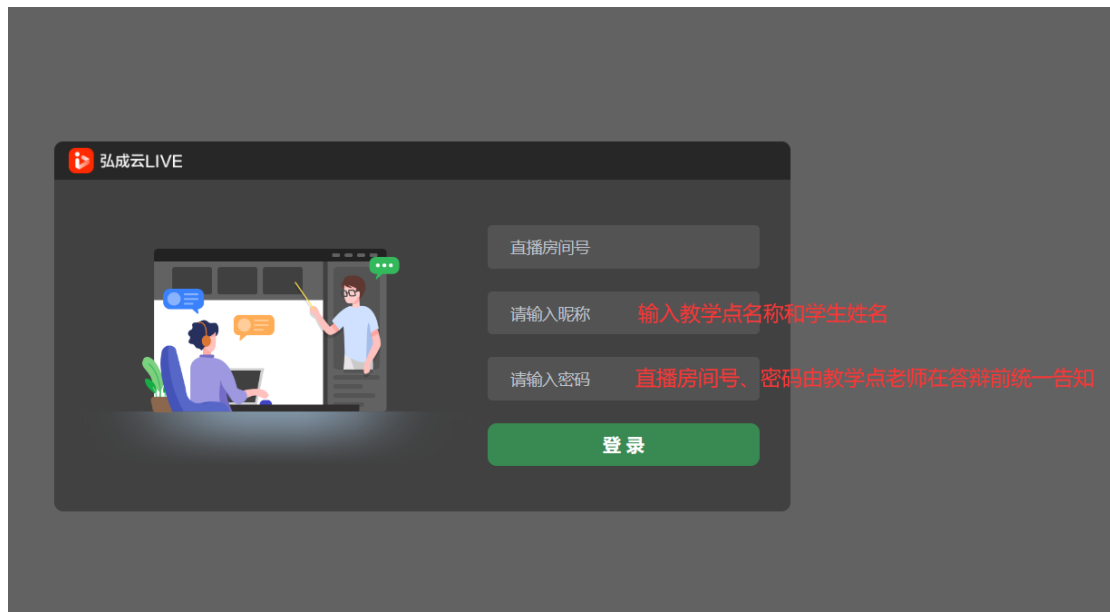 弘成云LIVE
直播房间号
请输入昵称 输入教学点名称和学生姓名
请输入密码 直播房间号、密码由教学点老师在答辩前统一告知
登录